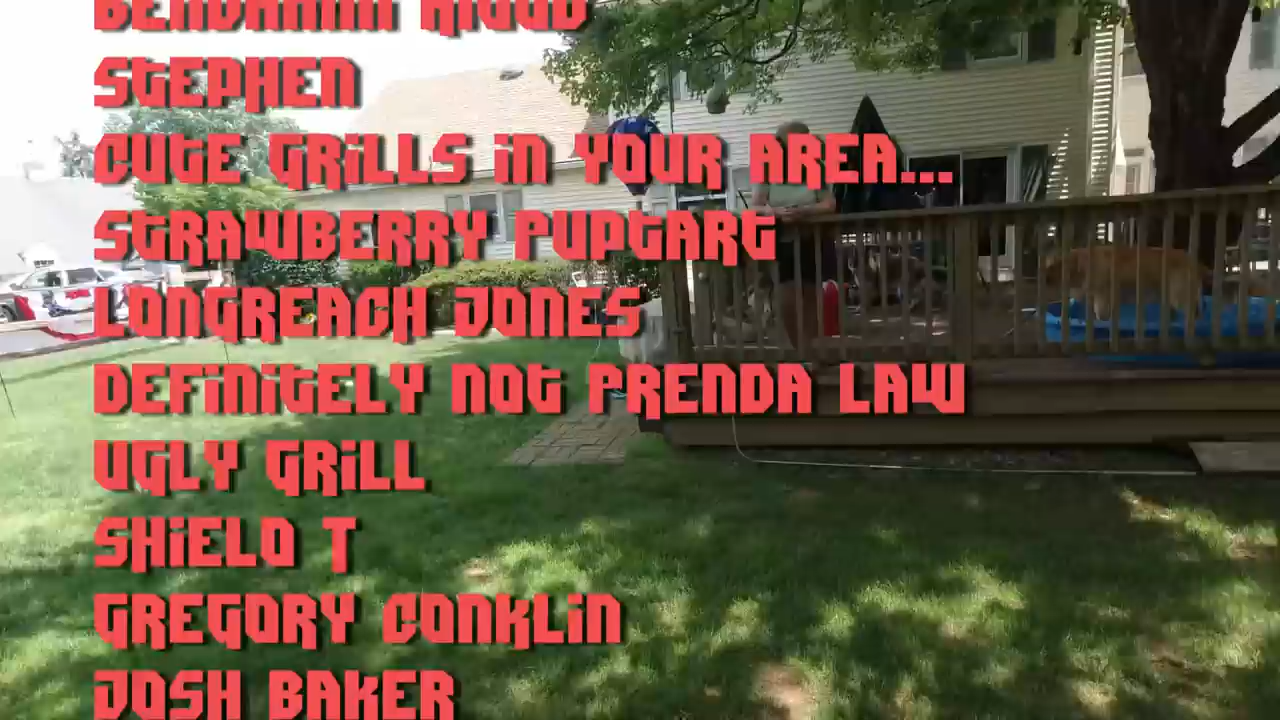 STEPHEN
CUTE GRILLS IN YOUR AREA...
STRAWBERRY PUPTART
LONGREACH JONES
DEFINITELY NOT PRENDA LAW
UGLY GRILL
SHIELD T
GREGORY CONKLIN
JOSH BAKER